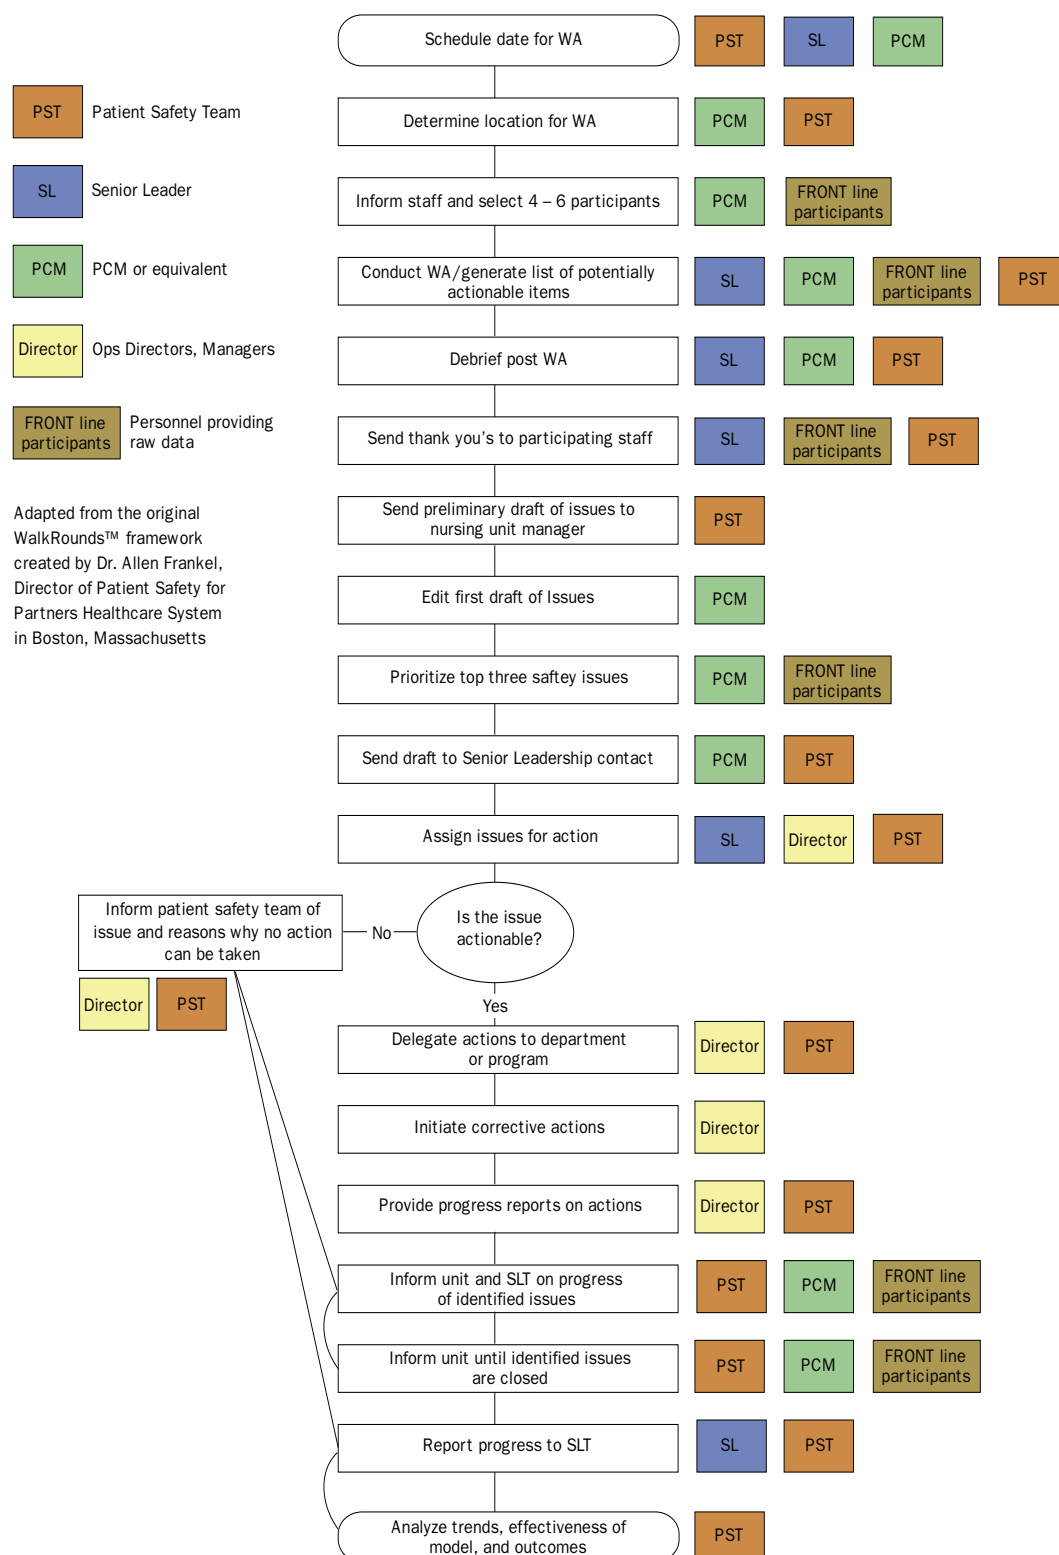 Schedule date for WA
PST
SL
PCM
PST
Patient Safety Team
Determine location for WA
PCM
PST
SL
Senior Leader
Inform staff and select 4 – 6 participants
PCM
FRONT line
participants
PCM
PCM or equivalent
Conduct WA/generate list of potentially
actionable items
SL
PCM
FRONT line
participants
PST
Director
Ops Directors, Managers
Debrief post WA
SL
PCM
PST
FRONT line
participants
Personnel providing
raw data
Send thank you's to participating staff
SL
FRONT line
participants
PST
Adapted from the original
WalkRounds™ framework
created by Dr. Allen Frankel,
Director of Patient Safety for
Partners Healthcare System
in Boston, Massachusetts
Send preliminary draft of issues to
nursing unit manager
PST
Edit first draft of Issues
PCM
Prioritize top three saftey issues
PCM
FRONT line
participants
Send draft to Senior Leadership contact
PCM
PST
Assign issues for action
SL
Director
PST
Is the issue
actionable?
No
Inform patient safety team of
issue and reasons why no action
can be taken
Director
PST
Yes
Delegate actions to department
or program
Director
PST
Initiate corrective actions
Director
Provide progress reports on actions
Director
PST
Inform unit and SLT on progress
of identified issues
PST
PCM
FRONT line
participants
Inform unit until identified issues
are closed
PST
PCM
FRONT line
participants
Report progress to SLT
SL
PST
Analyze trends, effectiveness of
model, and outcomes
PST